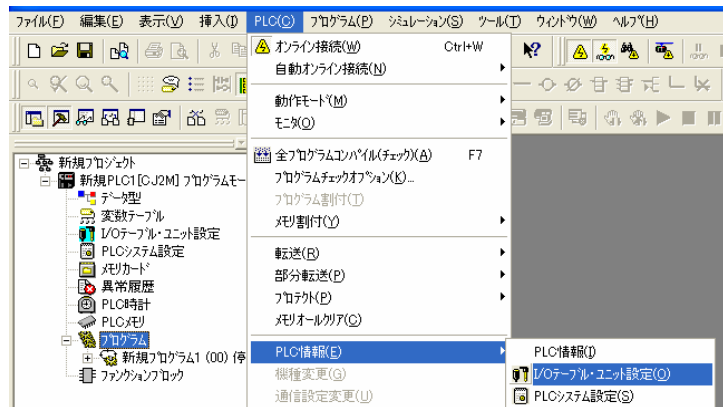 ファイル(F) 編集(E) 表示(V) 挿入(I) PLC(C) プログラム(P) シミュレーション(S) ツール(T) ウィンドウ(W) ヘルプ(H)
オンライン接続(W) Ctrl+W
自動オンライン接続(N)
動作モード(M)
モニタ(O)
全プログラムコンパイル(チェック)(A) F7
プログラムチェックオプション(K)...
プログラム割付(T)
メモリ割付(Y)
転送(R)
部分転送(P)
プロテクト(P)
メモリオールクリア(C)
PLC情報(E)
機種変更(G)
通信設定変更(U)
PLC情報(I)
I/Oテーブル・ユニット設定(O)
PLCシステム設定(S)
新規プロジェクト
新規PLC1[CJ2M] プログラムモー
データ型
変数テーブル
I/Oテーブル・ユニット設定
PLCシステム設定
メモリカード
異常履歴
PLC時計
PLCメモリ
プログラム
新規プログラム1 (00) 停
ファンクションブロック